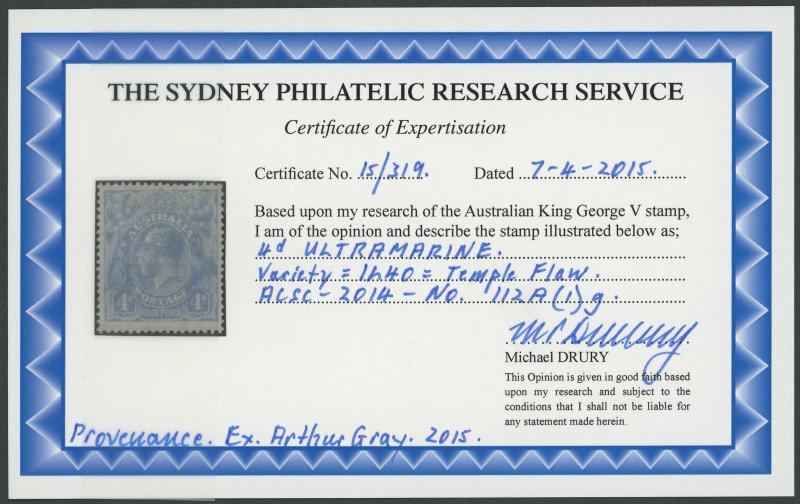 THE SYDNEY PHILATELIC RESEARCH SERVICE
Certificate of Expertisation
Certificate No. 15/319. Dated 7-4-2015.
Based upon my research of the Australian King George V stamp,
I am of the opinion and describe the stamp illustrated below as;
4d ULTRAMARINE.
Variety = 1L40 = Temple Flaw.
ACSC-2014-No. 112A(1)g.
AUSTRALIA
4d POSTAGE 4d
FOUR PENCE
Michael DRURY
This Opinion is given in good faith based
upon my research and subject to the
conditions that I shall not be liable for
any statement made herein.
Provenance. Ex. Arthur Gray. 2015.